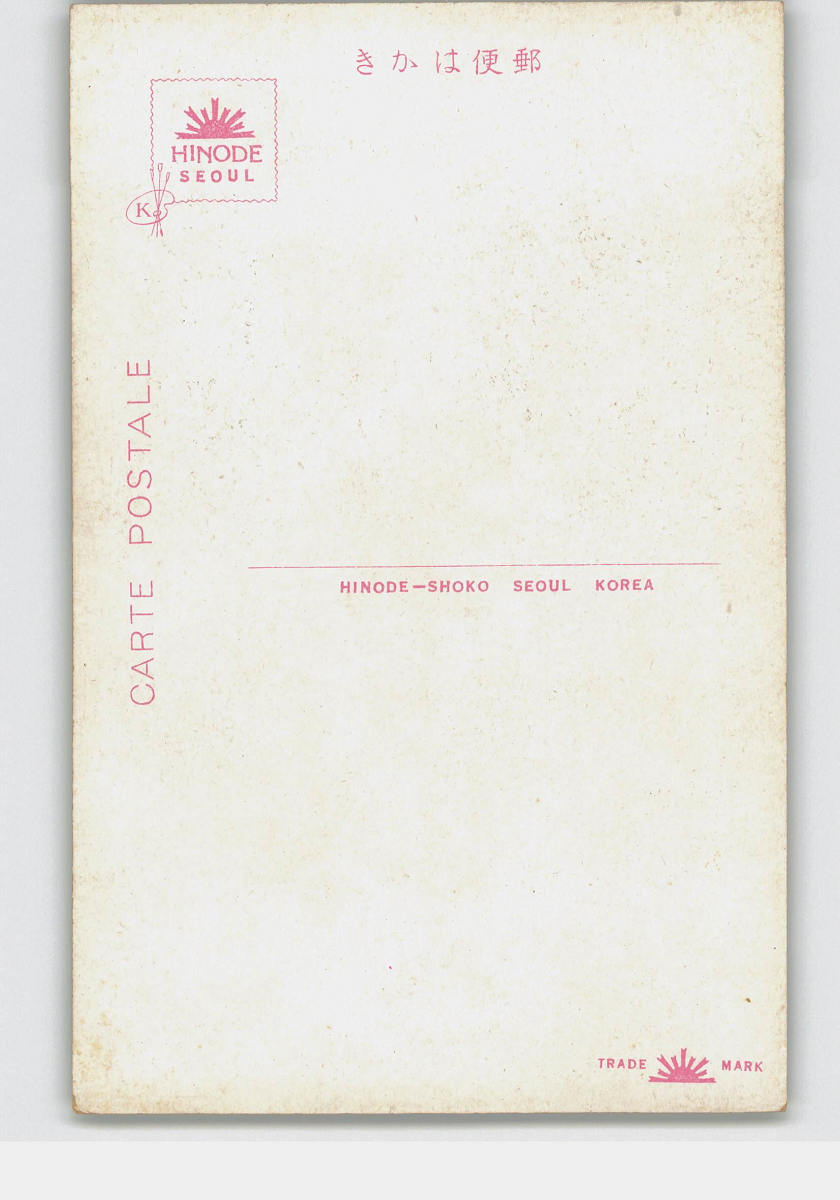 郵便はかき
HINODE
SEOUL
K
CARTE POSTALE
HINODE–SHOKO SEOUL KOREA
TRADE MARK